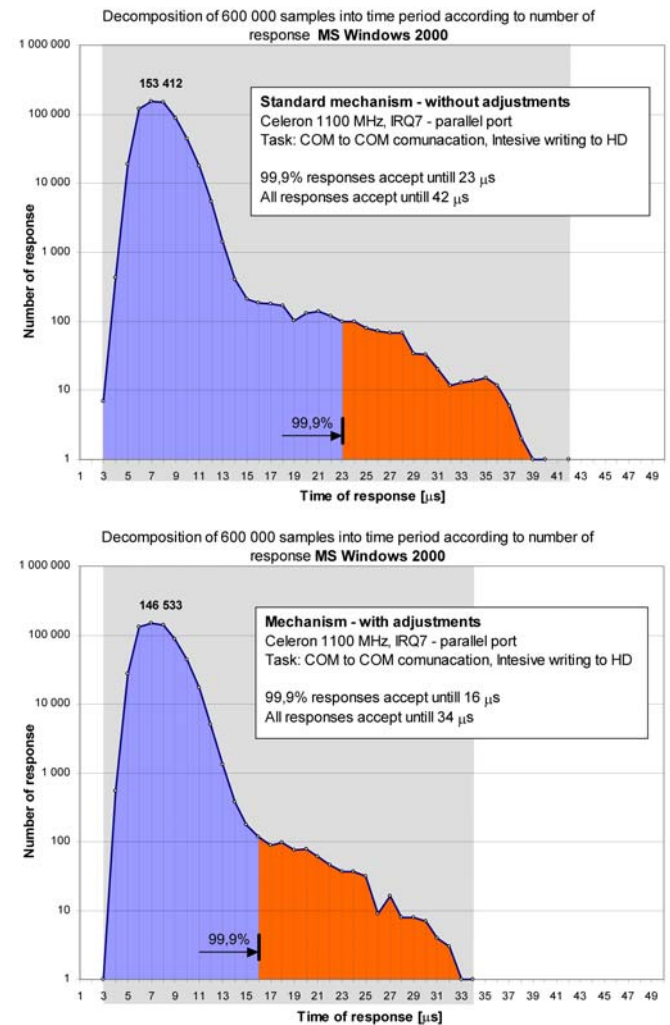 Decomposition of 600 000 samples into time period according to number of
response MS Windows 2000
1 000 000
100 000
10 000
1 000
100
10
1
Number of response
153 412
Standard mechanism - without adjustments
Celeron 1100 MHz, IRQ7 - parallel port
Task: COM to COM comunacation, Intesive writing to HD
99,9% responses accept untill 23 µs
All responses accept untill 42 µs
99,9%
1 3 5 7 9 11 13 15 17 19 21 23 25 27 29 31 33 35 37 39 41 43 45 47 49
Time of response [µs]
Decomposition of 600 000 samples into time period according to number of
response MS Windows 2000
1 000 000
100 000
10 000
1 000
100
10
1
Number of response
146 533
Mechanism - with adjustments
Celeron 1100 MHz, IRQ7 - parallel port
Task: COM to COM comunacation, Intesive writing to HD
99,9% responses accept untill 16 µs
All responses accept untill 34 µs
99,9%
1 3 5 7 9 11 13 15 17 19 21 23 25 27 29 31 33 35 37 39 41 43 45 47 49
Time of response [µs]